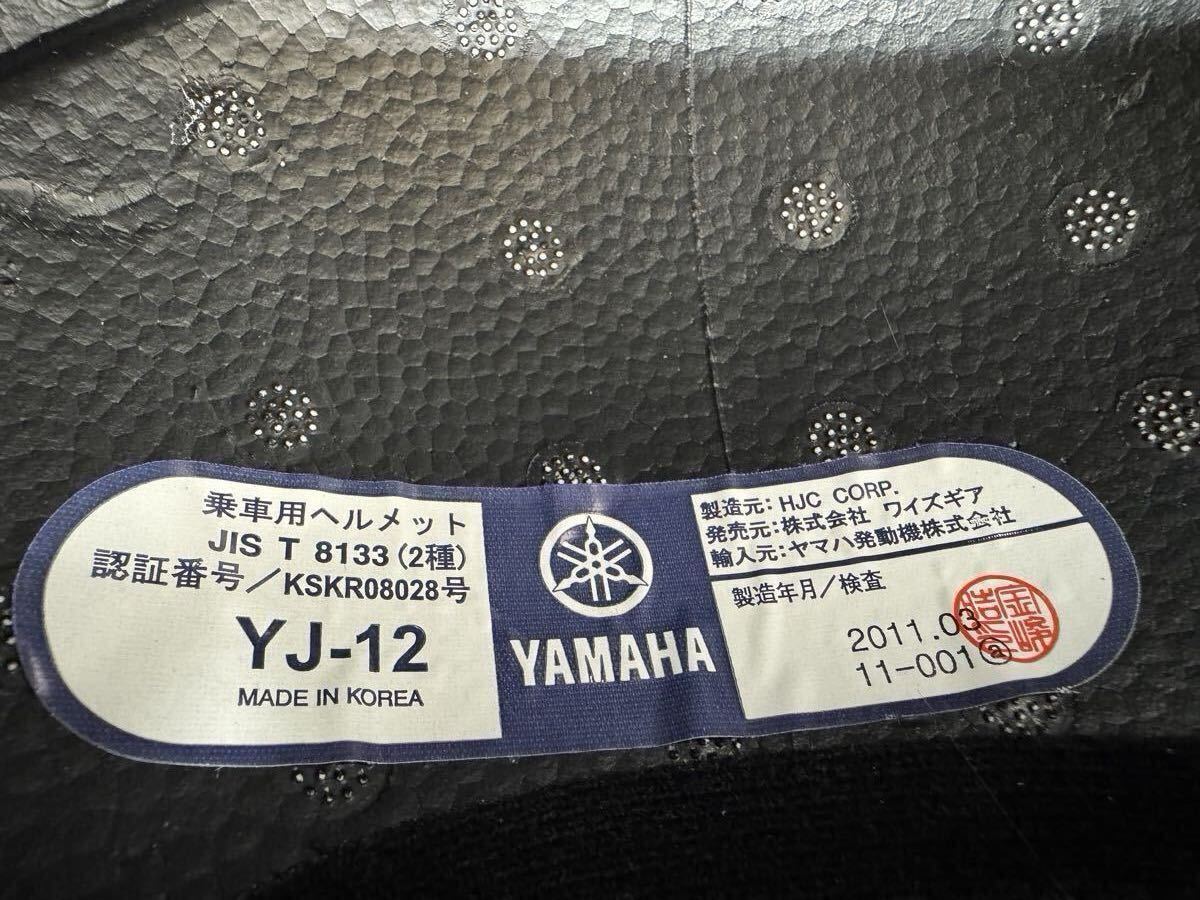 乗車用ヘルメット
JIS T 8133(2種)
認証番号/KSKR08028号
YJ-12
MADE IN KOREA
YAMAHA
製造元: HJC CORP.
発売元:株式会社 ワイズギア
輸入元:ヤマハ発動機株式会社
製造年月/検査
2011.03
11-001ⓐ